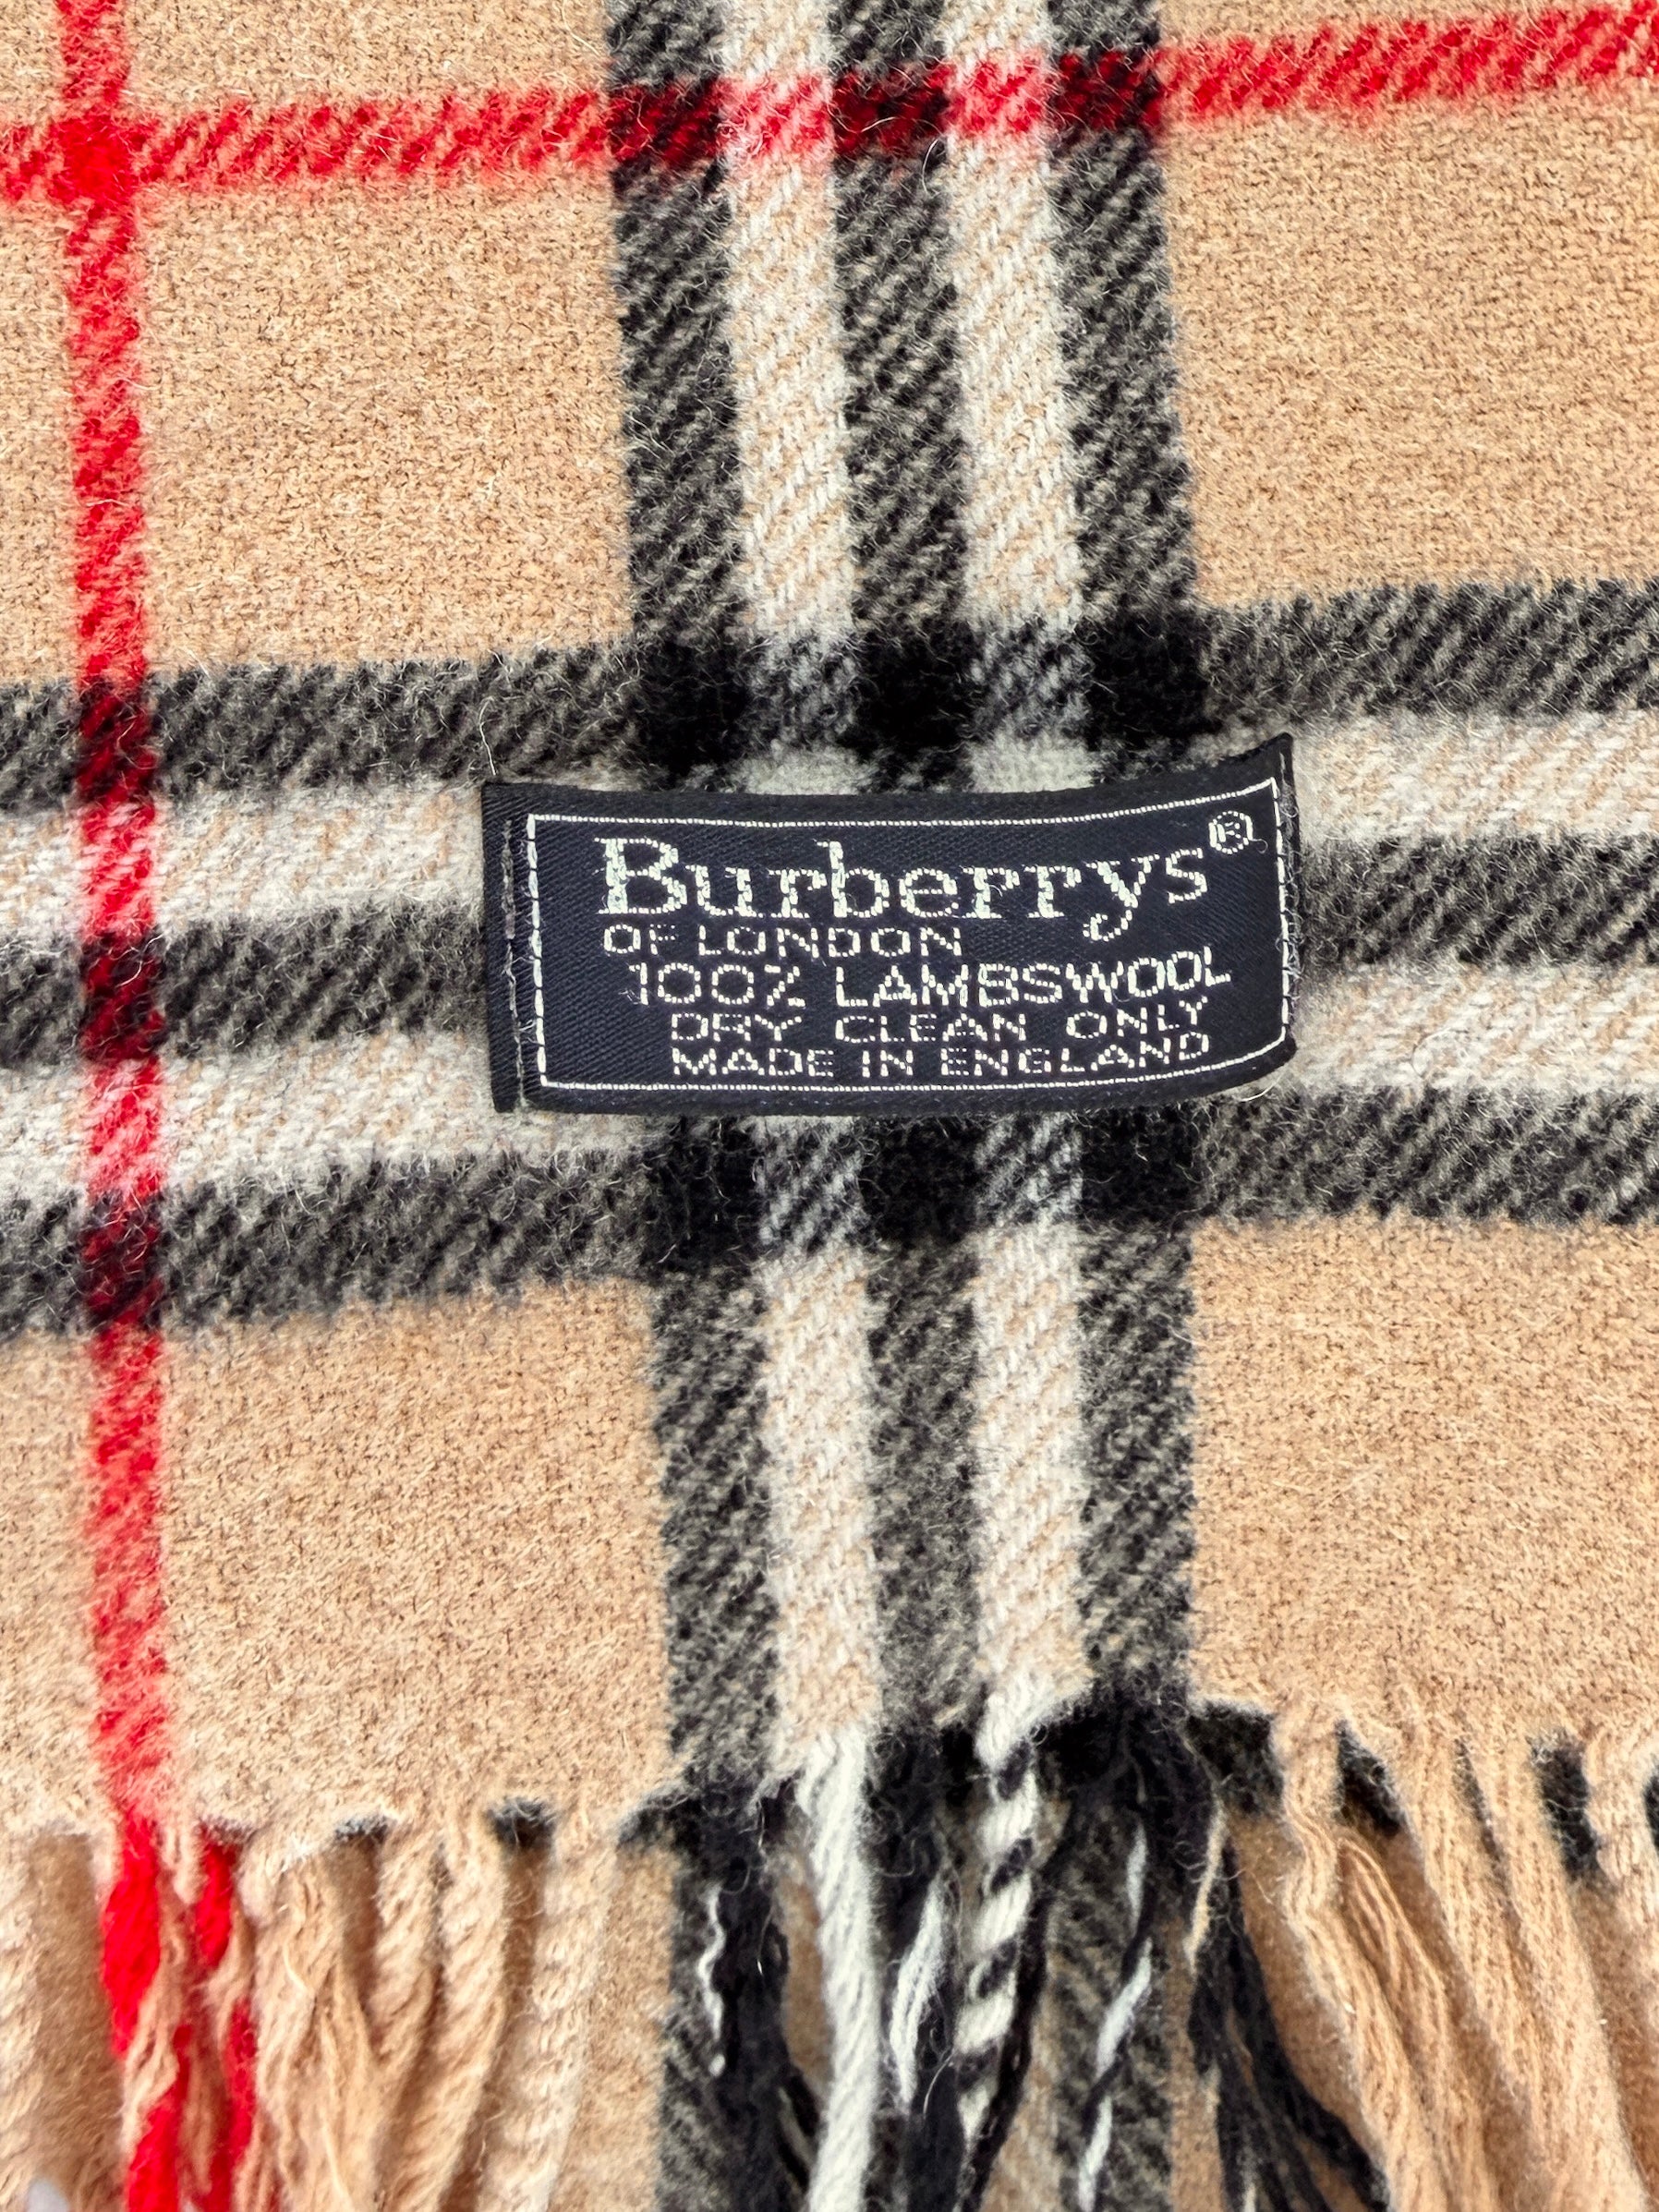 Burberrys®
OF LONDON
100% LAMBSWOOL
DRY CLEAN ONLY
MADE IN ENGLAND